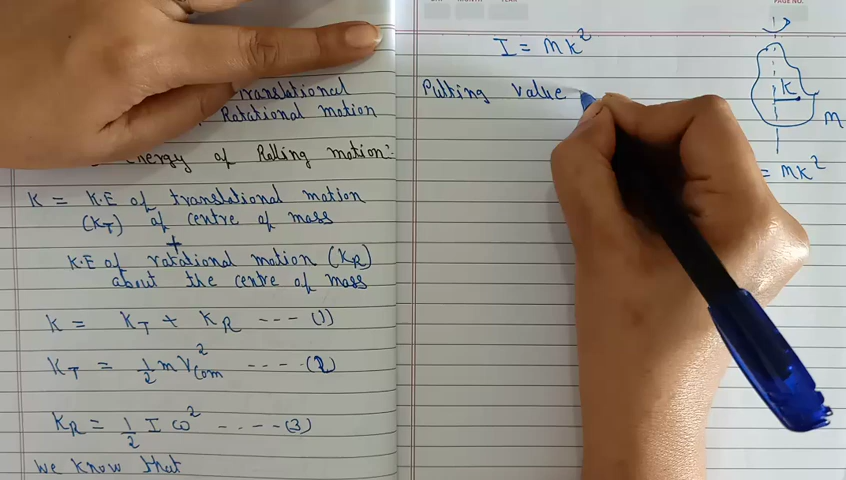 Translational
Rotational motion
energy of Rolling motion:-
K = K.E of translational motion
(KT) of centre of mass
+
K.E of rotational motion (KR)
about the centre of mass
K = KT + KR ---- (1)
KT = 1/2 m V²com ---- (2)
KR = 1/2 I ω² ------ (3)
we know that
PAGE NO.
I = mk²
Putting value
k
m
= mk²